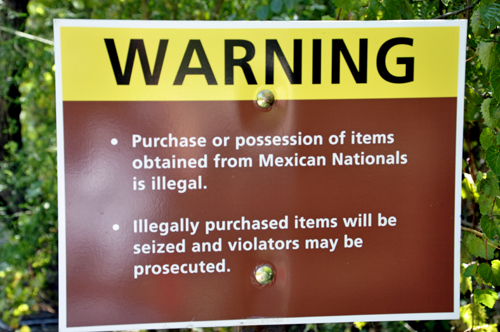 WARNING
• Purchase or possession of items
obtained from Mexican Nationals
is illegal.
• Illegally purchased items will be
seized and violators may be
prosecuted.